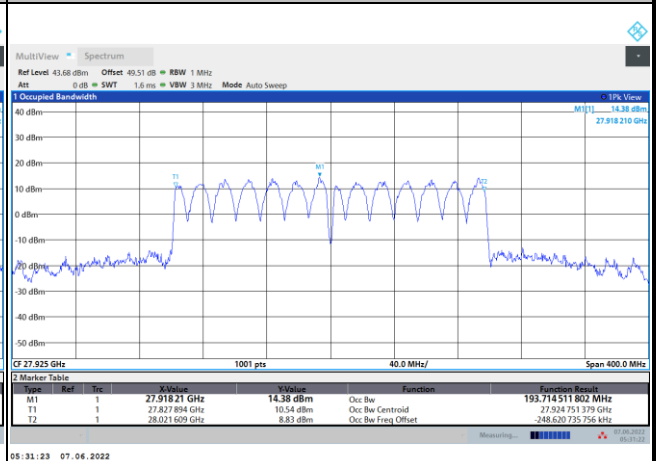 MultiView Spectrum
Ref Level 43.68 dBm Offset 49.51 dB RBW 1 MHz
Att 0 dB SWT 1.6 ms VBW 3 MHz Mode Auto Sweep
1 Occupied Bandwidth 1Pk View
M1[1] 14.38 dBm
27.918 210 GHz
40 dBm
30 dBm
20 dBm
10 dBm
0 dBm
-10 dBm
-20 dBm
-30 dBm
-40 dBm
-50 dBm
T1
M1
T2
CF 27.925 GHz 1001 pts 40.0 MHz/ Span 400.0 MHz
2 Marker Table
Type Ref Trc X-Value Y-Value Function Function Result
M1 1 27.918 21 GHz 14.38 dBm Occ Bw 193.714 511 802 MHz
T1 1 27.827 894 GHz 10.54 dBm Occ Bw Centroid 27.924 751 379 GHz
T2 1 28.021 609 GHz 8.83 dBm Occ Bw Freq Offset -248.620 735 756 kHz
Measuring... 07.06.2022
05:31:22
05:31:23 07.06.2022